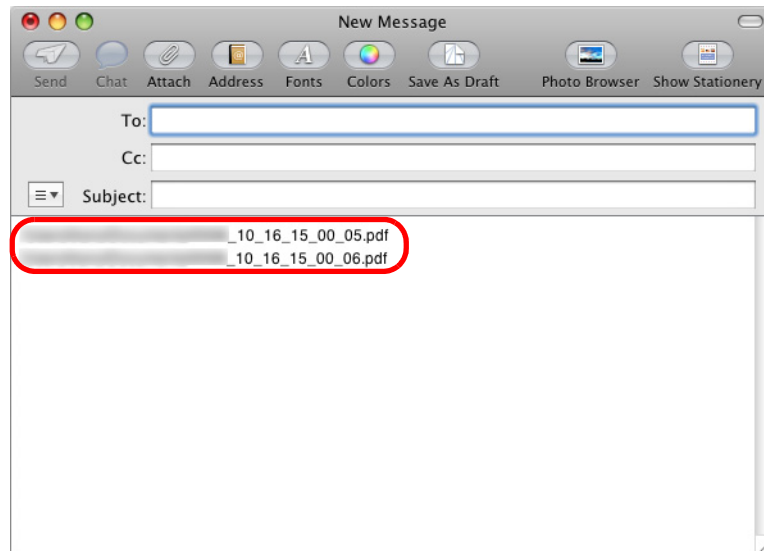 New Message
Send Chat Attach Address Fonts Colors Save As Draft Photo Browser Show Stationery
To:
Cc:
Subject:
_10_16_15_00_05.pdf
_10_16_15_00_06.pdf